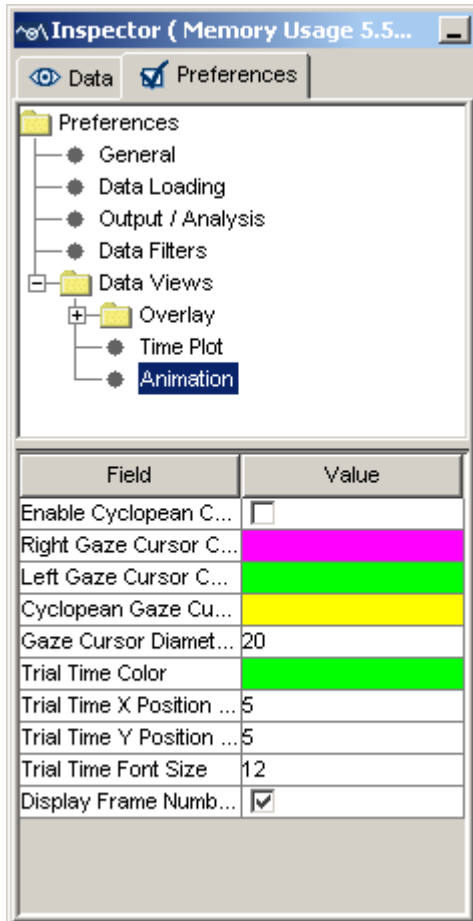 Inspector ( Memory Usage 5.5...
Data Preferences
Preferences
General
Data Loading
Output / Analysis
Data Filters
Data Views
Overlay
Time Plot
Animation
Field Value
Enable Cyclopean C...
Right Gaze Cursor C...
Left Gaze Cursor C...
Cyclopean Gaze Cu...
Gaze Cursor Diamet... 20
Trial Time Color
Trial Time X Position ... 5
Trial Time Y Position ... 5
Trial Time Font Size 12
Display Frame Numb...